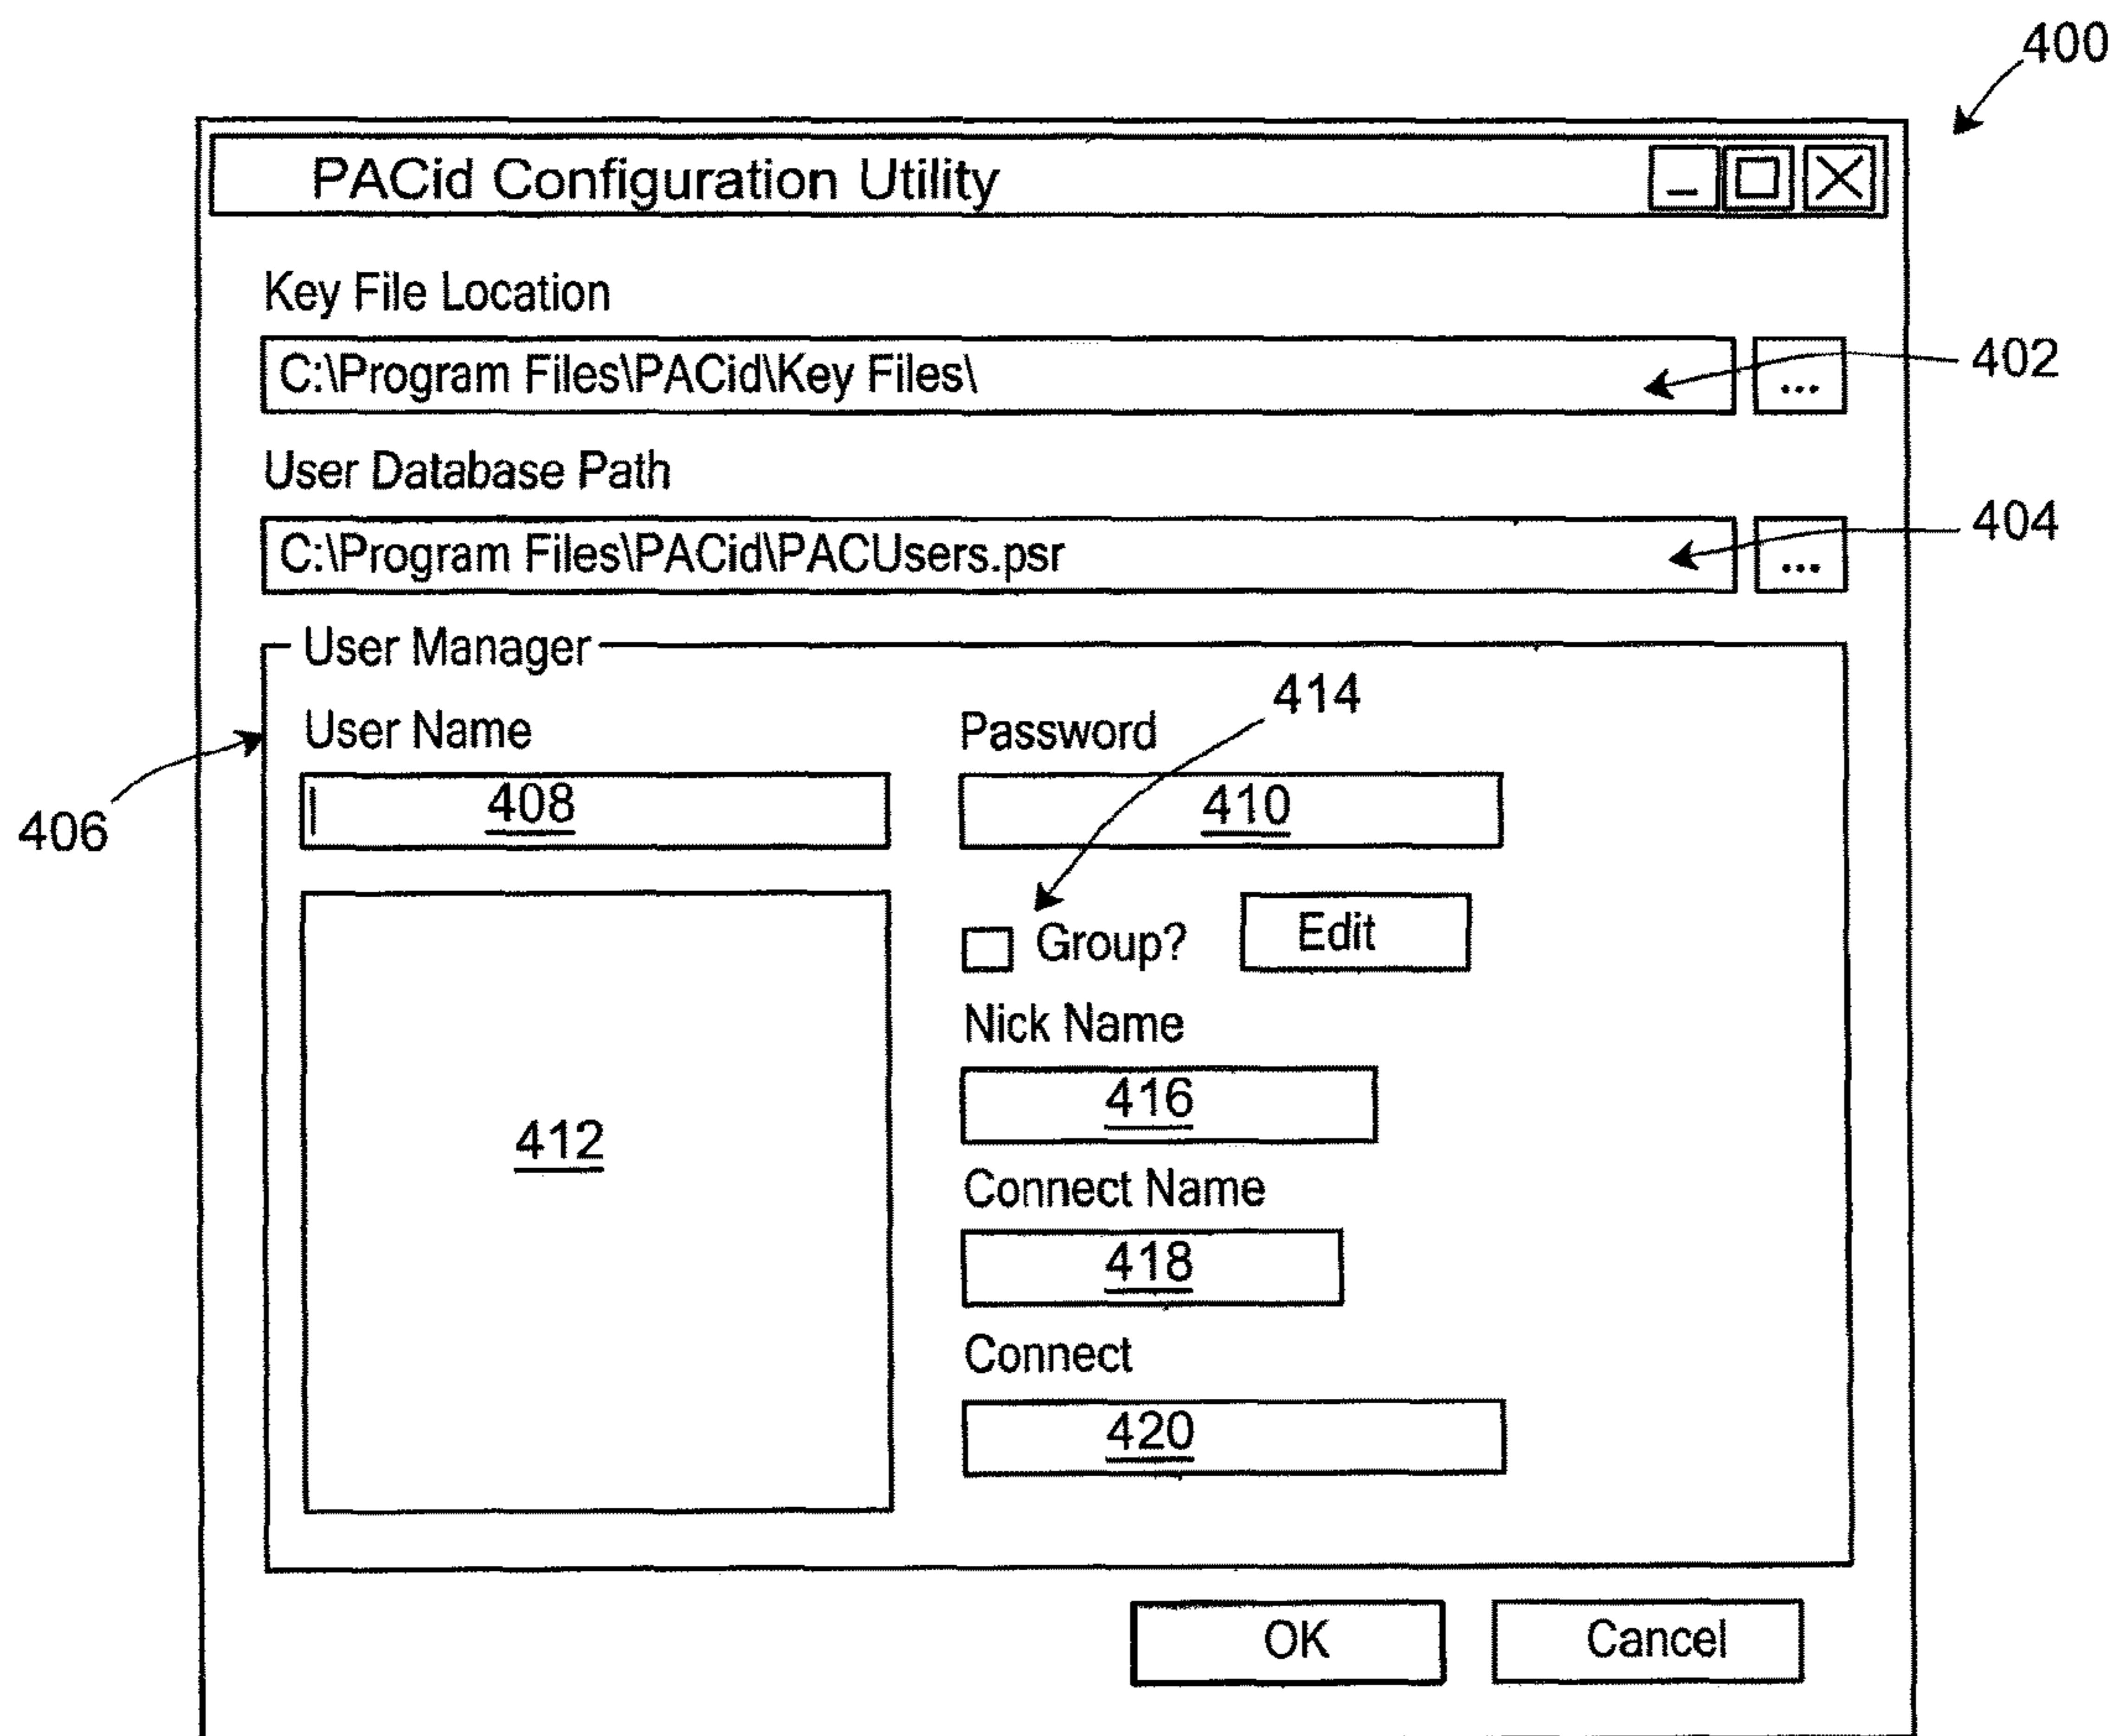 400
PACid Configuration Utility
Key File Location
C:\Program Files\PACid\Key Files\
...
402
User Database Path
C:\Program Files\PACid\PACUsers.psr
...
404
User Manager
414
User Name
Password
406
408
410
Group?
Edit
412
Nick Name
416
Connect Name
418
Connect
420
OK
Cancel